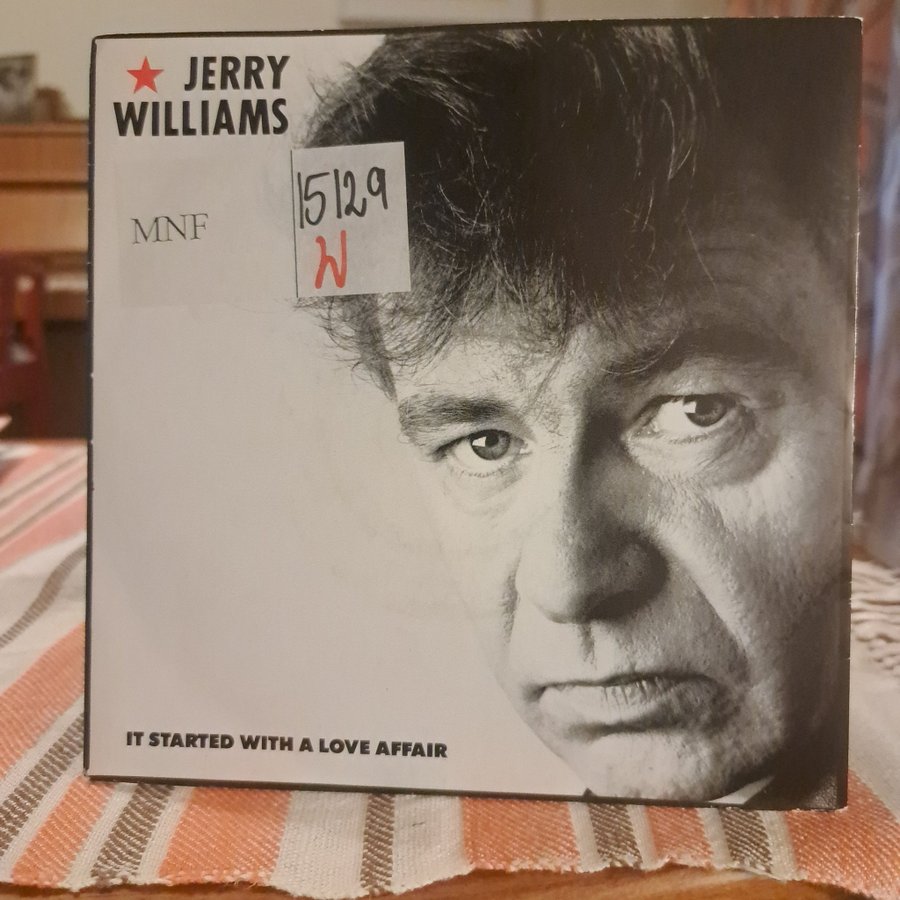 JERRY
WILLIAMS
15129
W
MNF
IT STARTED WITH A LOVE AFFAIR